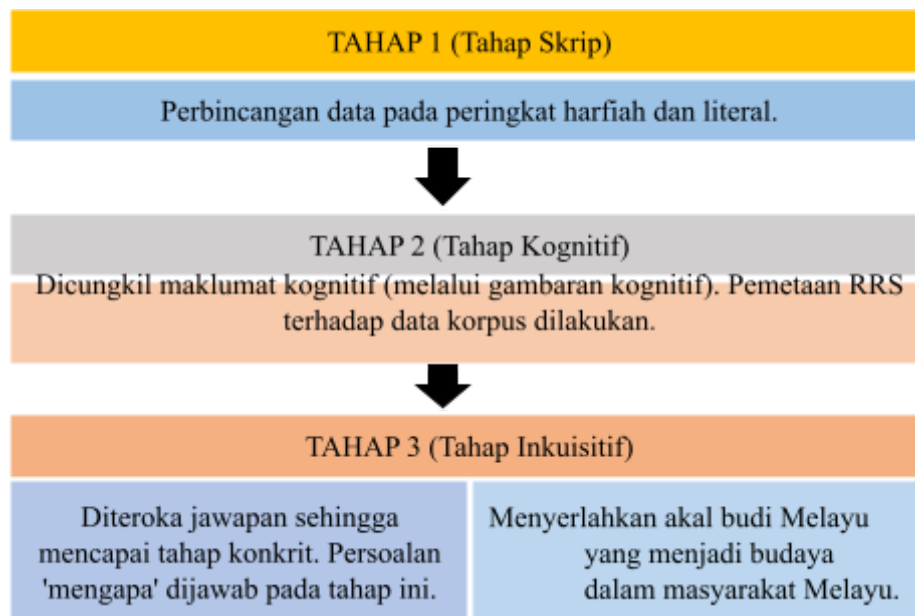 TAHAP 1 (Tahap Skrip)
Perbincangan data pada peringkat harfiah dan literal.
TAHAP 2 (Tahap Kognitif)
Dicungkil maklumat kognitif (melalui gambaran kognitif). Pemetaan RRS
terhadap data korpus dilakukan.
TAHAP 3 (Tahap Inkuisitif)
Diteroka jawapan sehingga
mencapai tahap konkrit. Persoalan
'mengapa' dijawab pada tahap ini.
Menyerlahkan akal budi Melayu
yang menjadi budaya
dalam masyarakat Melayu.